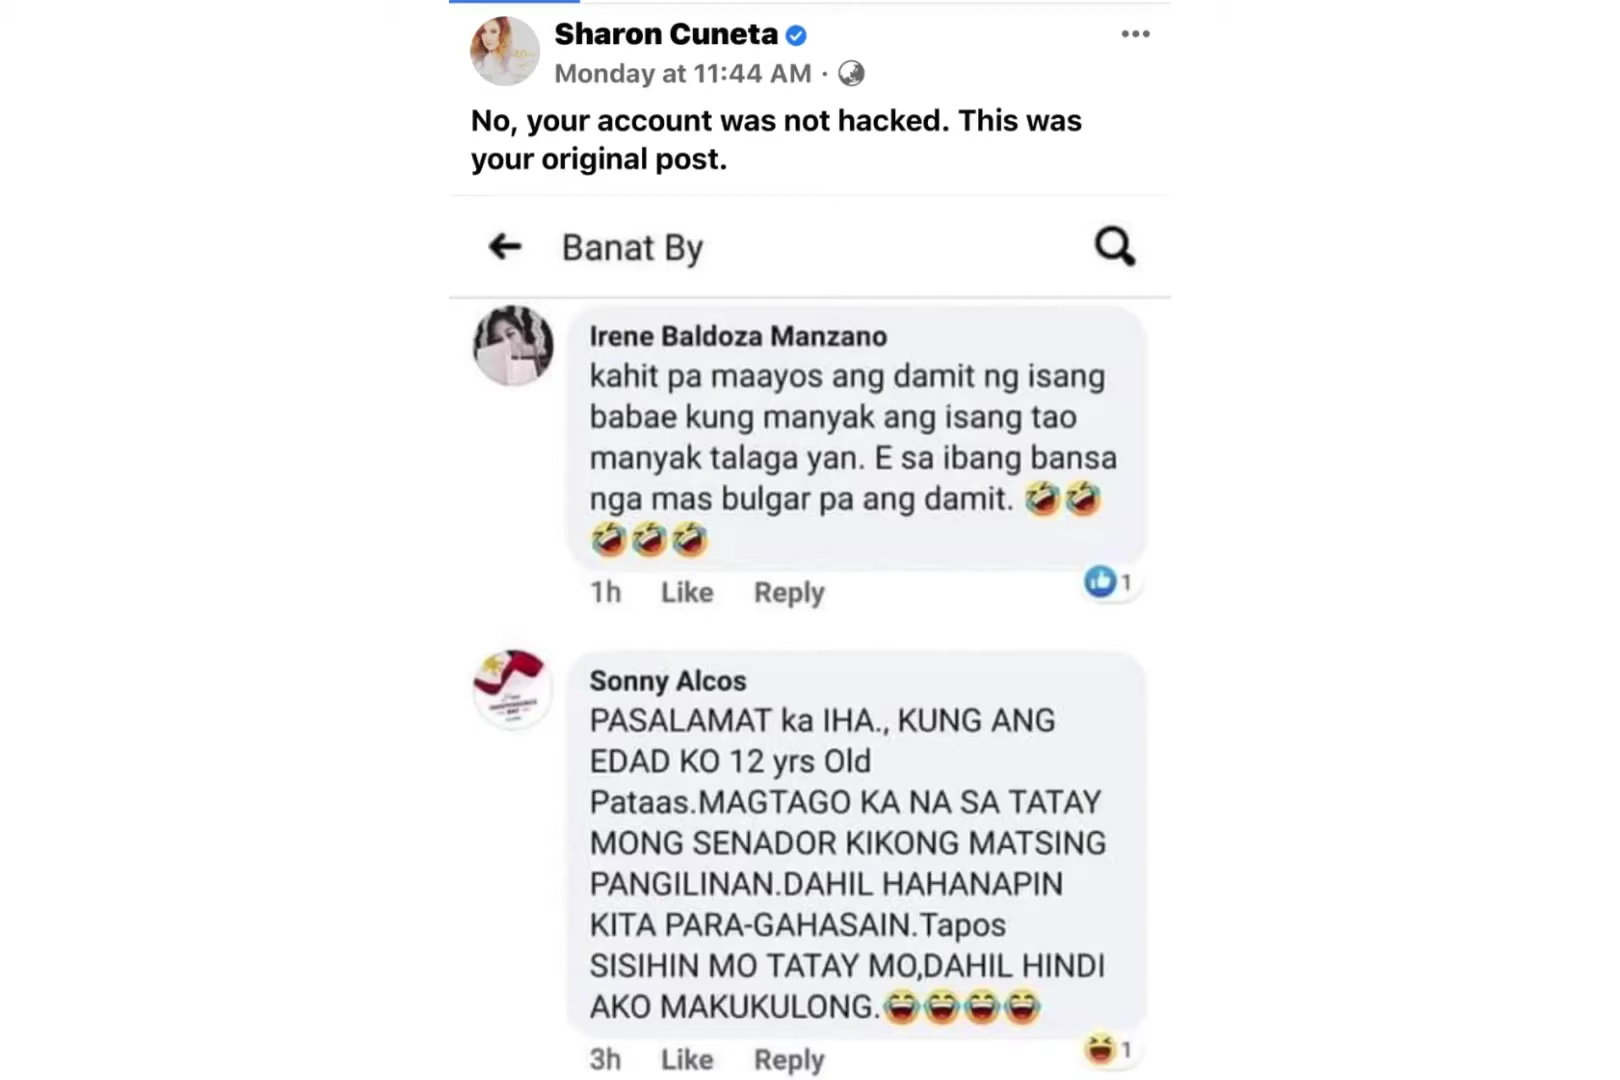 Sharon Cuneta
Monday at 11:44 AM ·
No, your account was not hacked. This was
your original post.
Banat By
Irene Baldoza Manzano
kahit pa maayos ang damit ng isang
babae kung manyak ang isang tao
manyak talaga yan. E sa ibang bansa
nga mas bulgar pa ang damit. 🤣🤣
🤣🤣🤣
1h Like Reply 1
Sonny Alcos
PASALAMAT ka IHA., KUNG ANG
EDAD KO 12 yrs Old
Pataas.MAGTAGO KA NA SA TATAY
MONG SENADOR KIKONG MATSING
PANGILINAN.DAHIL HAHANAPIN
KITA PARA-GAHASAIN.Tapos
SISIHIN MO TATAY MO,DAHIL HINDI
AKO MAKUKULONG.😂😂😂😂
3h Like Reply 1